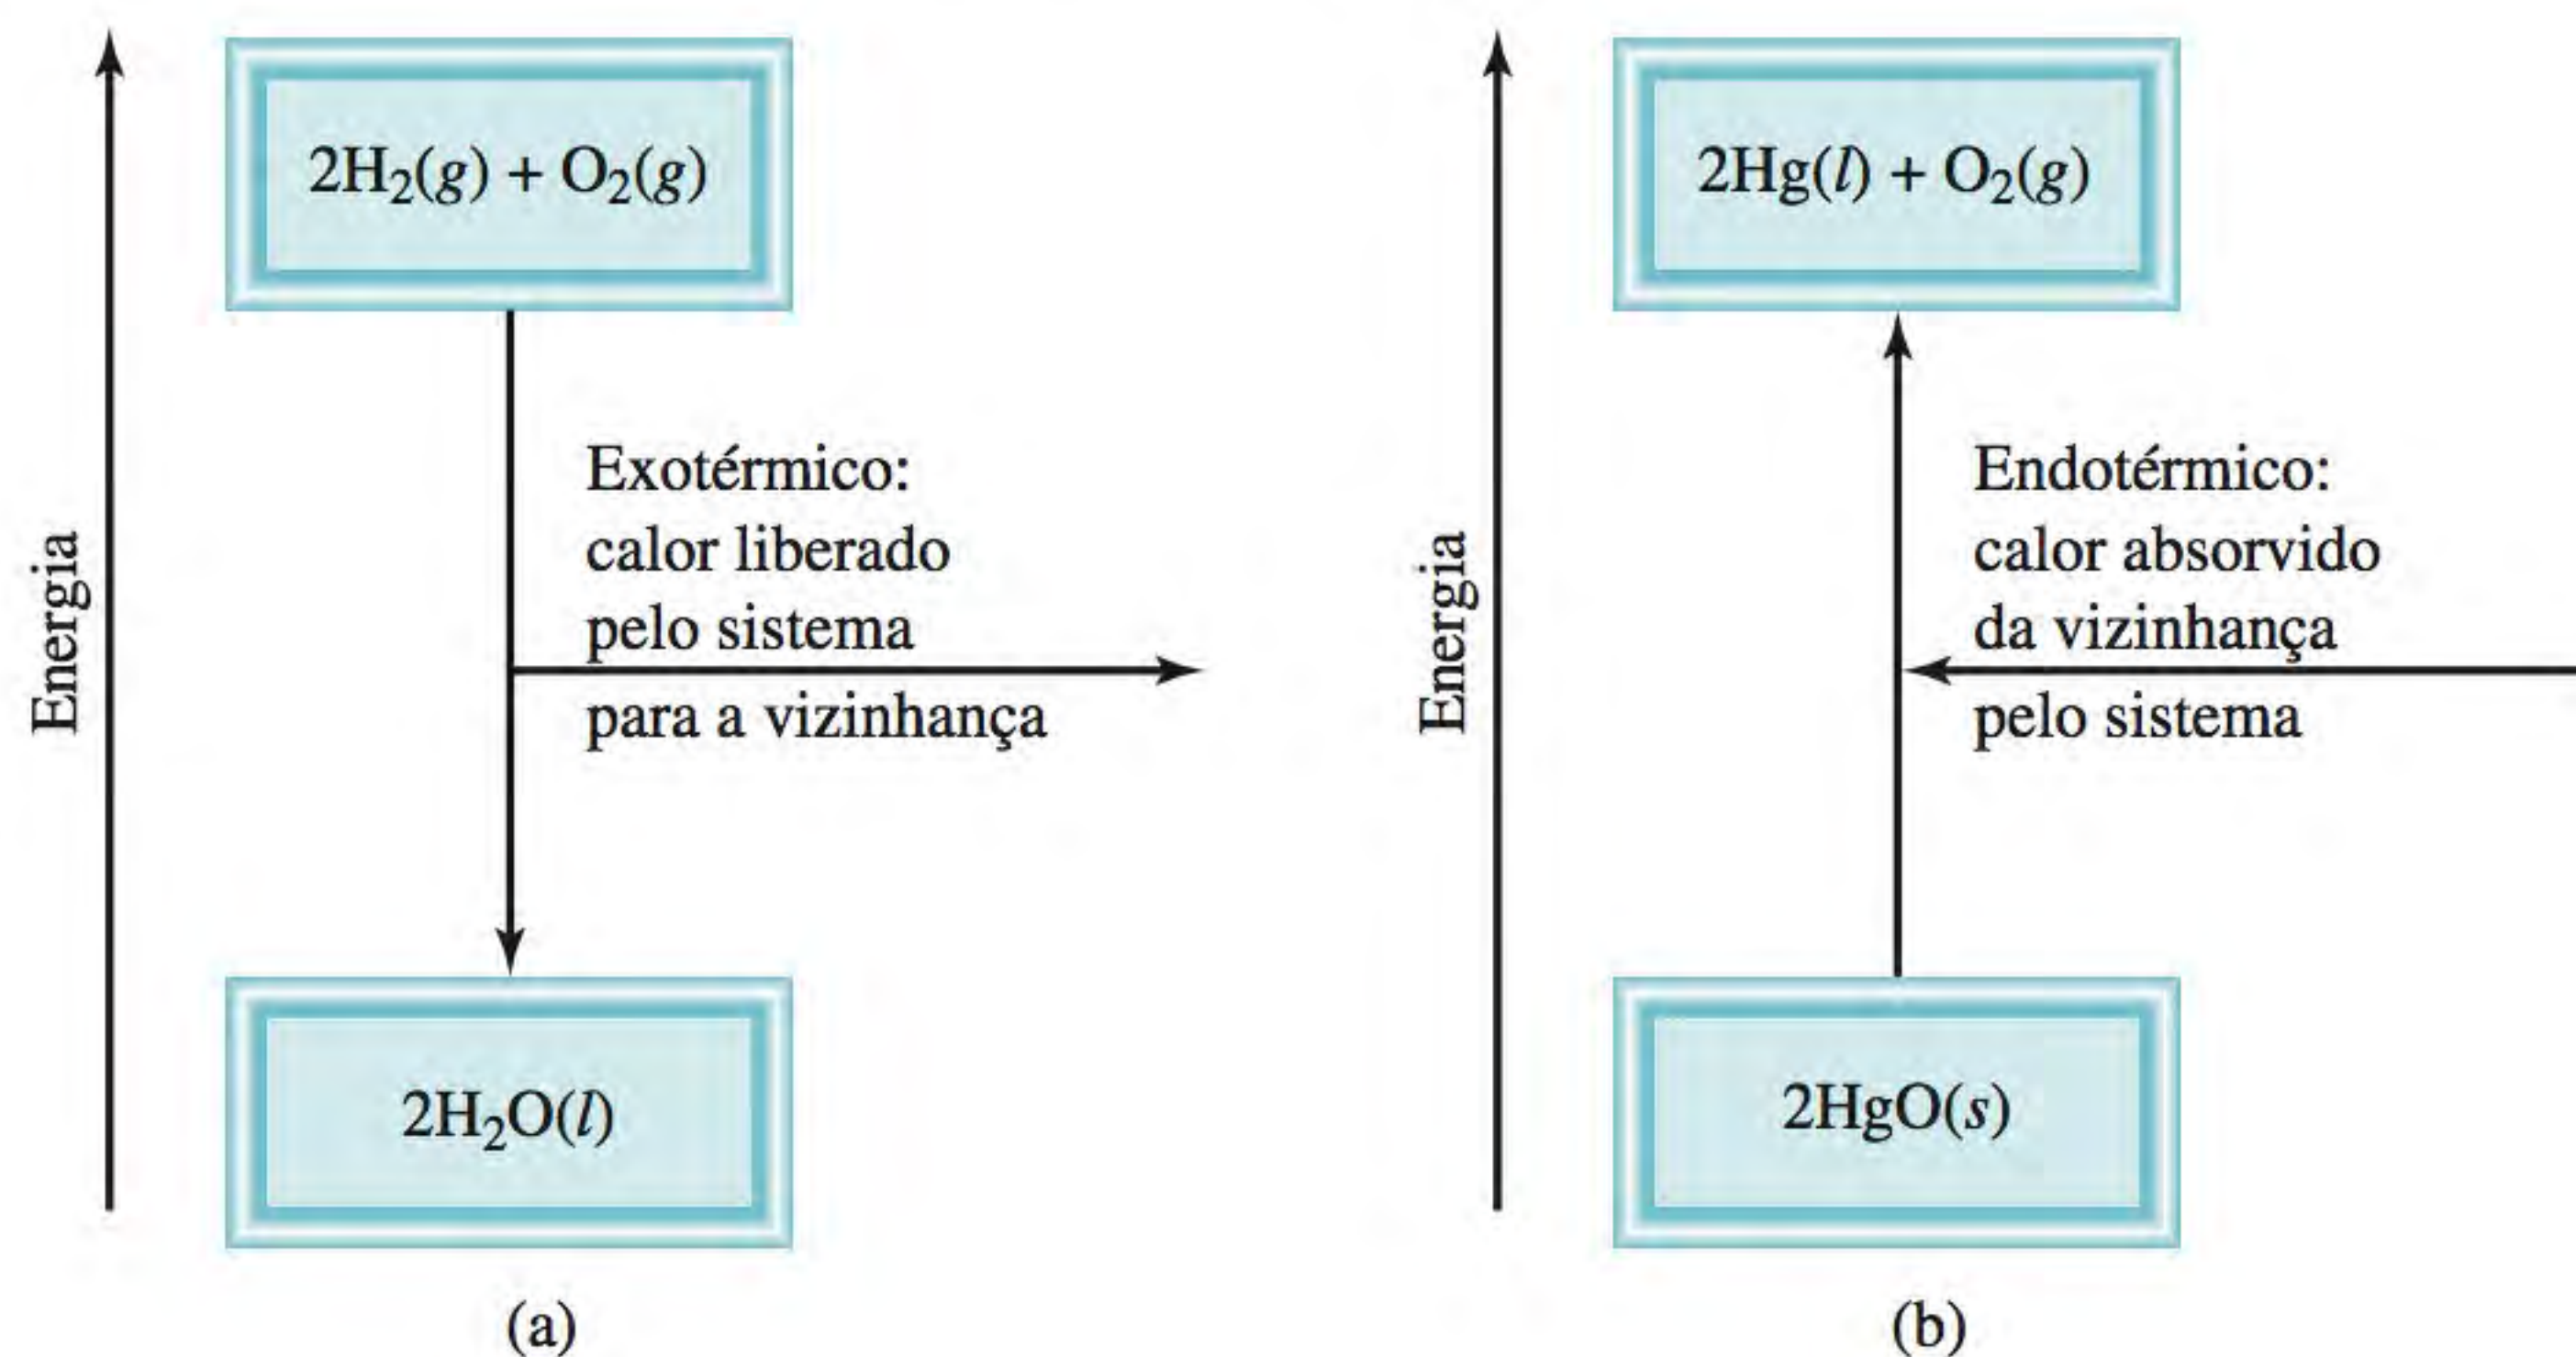 Energia
2H₂(g) + O₂(g)
Exotérmico:
calor liberado
pelo sistema
para a vizinhança
2H₂O(l)
(a)
Energia
2Hg(l) + O₂(g)
Endotérmico:
calor absorvido
da vizinhança
pelo sistema
2HgO(s)
(b)